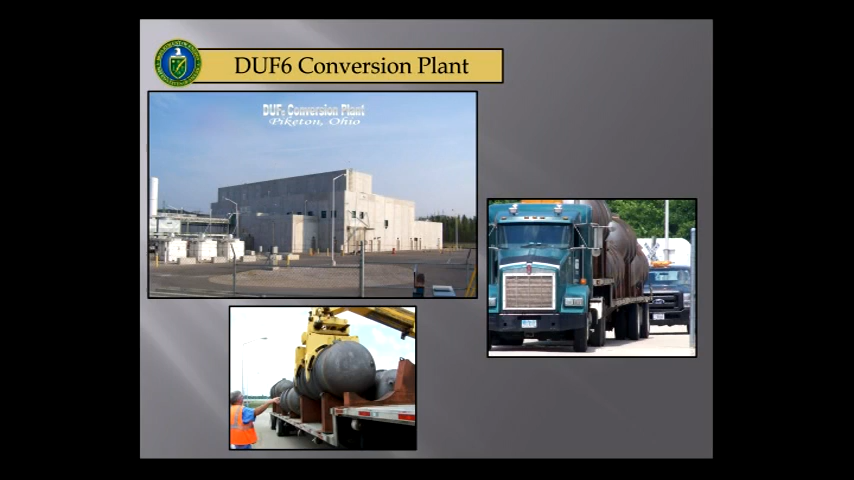 DUF6 Conversion Plant
DUF₆ Conversion Plant
Piketon, Ohio